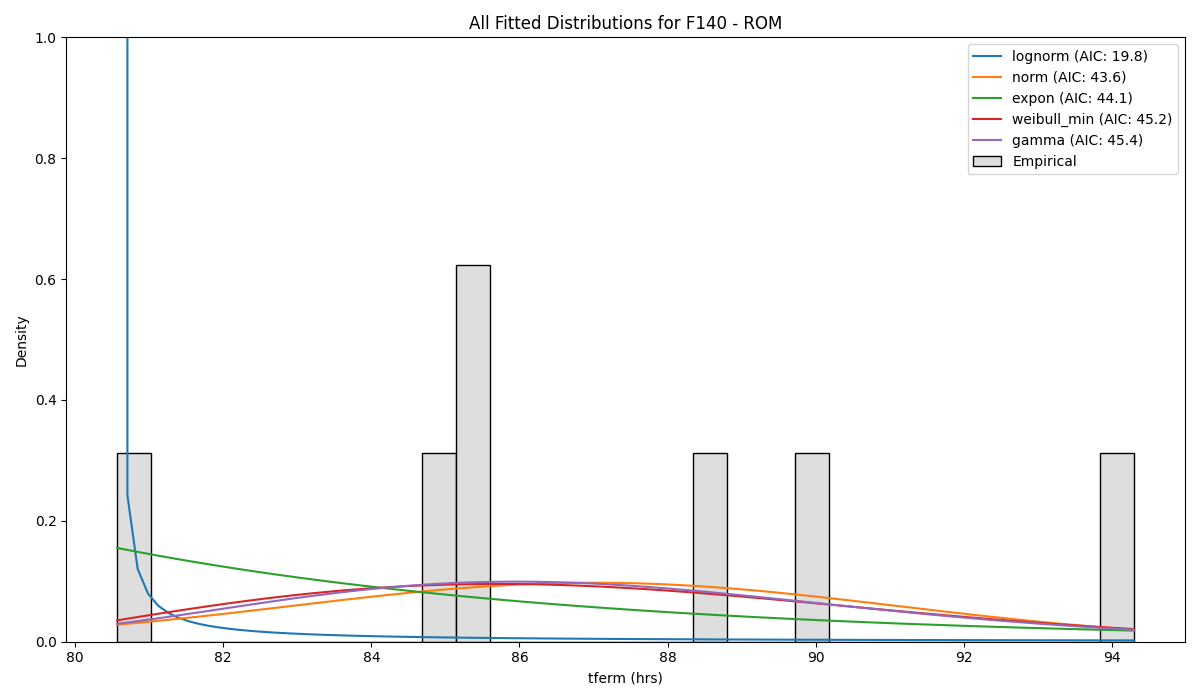 All Fitted Distributions for F140 - ROM
lognorm (AIC: 19.8)
norm (AIC: 43.6)
expon (AIC: 44.1)
weibull_min (AIC: 45.2)
gamma (AIC: 45.4)
Empirical
Density
1.0
0.8
0.6
0.4
0.2
0.0
80 82 84 86 88 90 92 94
tferm (hrs)